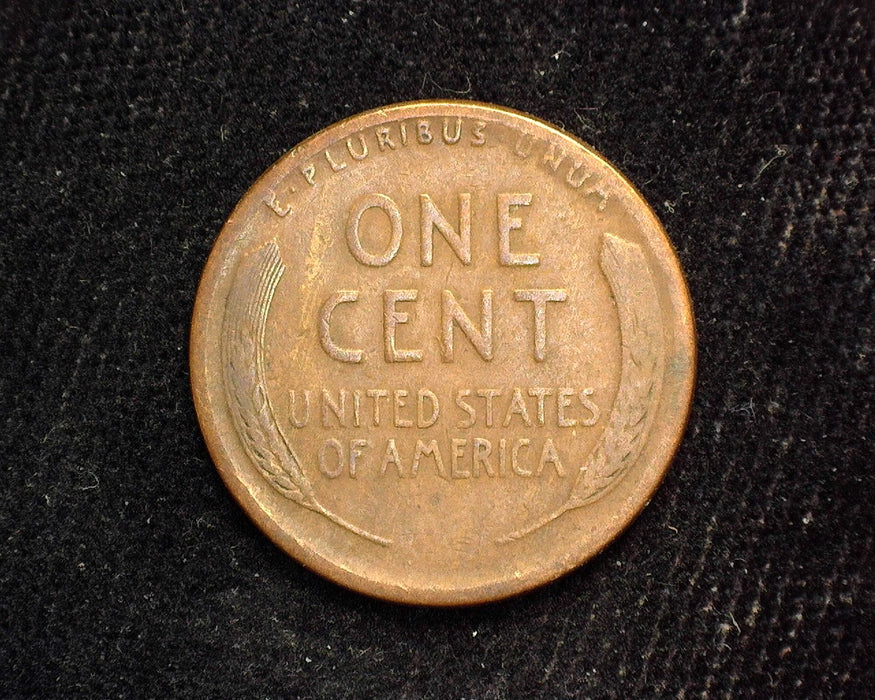 E·PLURIBUS·UNUM
ONE
CENT
UNITED STATES
OF AMERICA